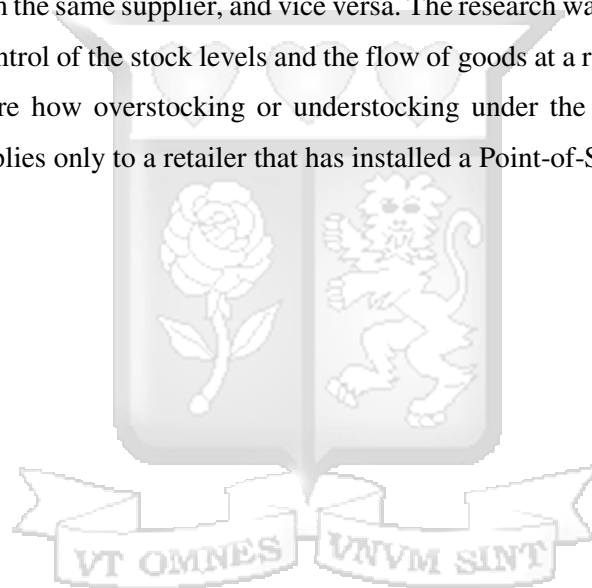 the same supplier, and vice versa. The research wa
ntrol of the stock levels and the flow of goods at a r
re how overstocking or understocking under the
plies only to a retailer that has installed a Point-of-S
VT OMNES VNVM SINT